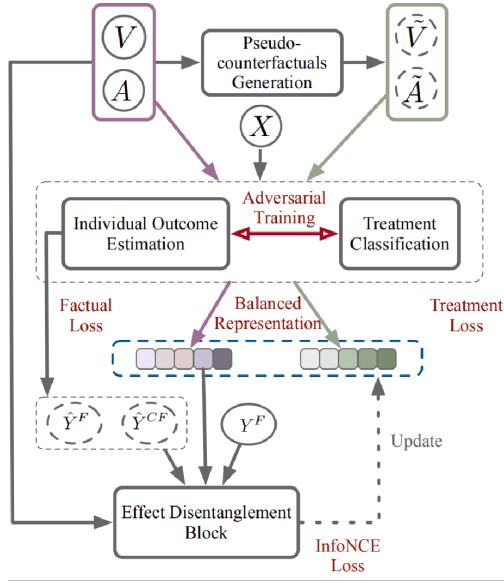 V
A
Pseudo-
counterfactuals
Generation
Ṽ
Ã
X
Adversarial
Training
Individual Outcome
Estimation
Treatment
Classification
Factual
Loss
Balanced
Representation
Treatment
Loss
Ŷ^F
Ŷ^{CF}
Y^F
Update
Effect Disentanglement
Block
InfoNCE
Loss